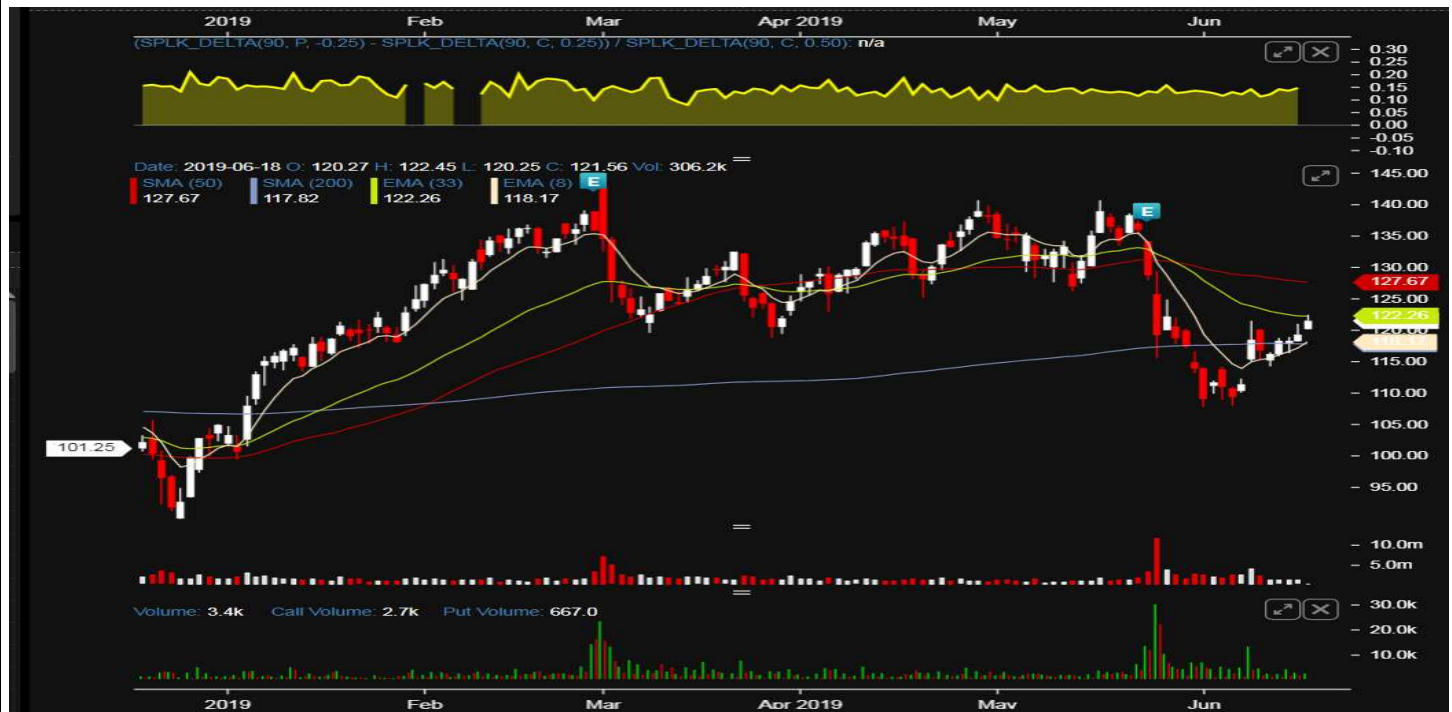 2019 Feb Mar Apr 2019 May Jun
(SPLK_DELTA(90, P, -0.25) - SPLK_DELTA(90, C, 0.25)) / SPLK_DELTA(90, C, 0.50): n/a
0.30
0.25
0.20
0.15
0.10
0.05
0.00
-0.05
-0.10
Date: 2019-06-18 O: 120.27 H: 122.45 L: 120.25 C: 121.56 Vol: 306.2k
SMA (50) SMA (200) EMA (33) EMA (8) E
127.67 117.82 122.26 118.17
E
145.00
140.00
135.00
130.00
127.67
125.00
122.26
120.00
118.17
115.00
110.00
105.00
101.25
100.00
95.00
10.0m
5.0m
Volume: 3.4k Call Volume: 2.7k Put Volume: 667.0
30.0k
20.0k
10.0k
2019 Feb Mar Apr 2019 May Jun